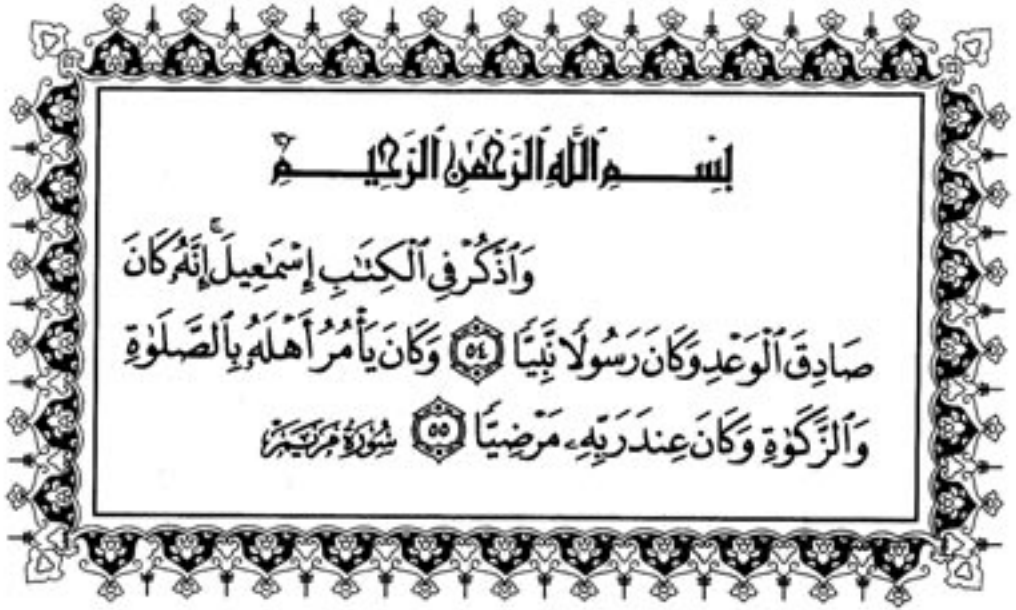 بِسْمِ ٱللَّهِ ٱلرَّحْمَٰنِ ٱلرَّحِيمِ
وَٱذْكُرْ فِى ٱلْكِتَٰبِ إِسْمَٰعِيلَ ۚ إِنَّهُۥ كَانَ
صَادِقَ ٱلْوَعْدِ وَكَانَ رَسُولًا نَّبِيًّا ٥٤ وَكَانَ يَأْمُرُ أَهْلَهُۥ بِٱلصَّلَوٰةِ
وَٱلزَّكَوٰةِ وَكَانَ عِندَ رَبِّهِۦ مَرْضِيًّا ٥٥ سُورَةُ مَرْيَمَ